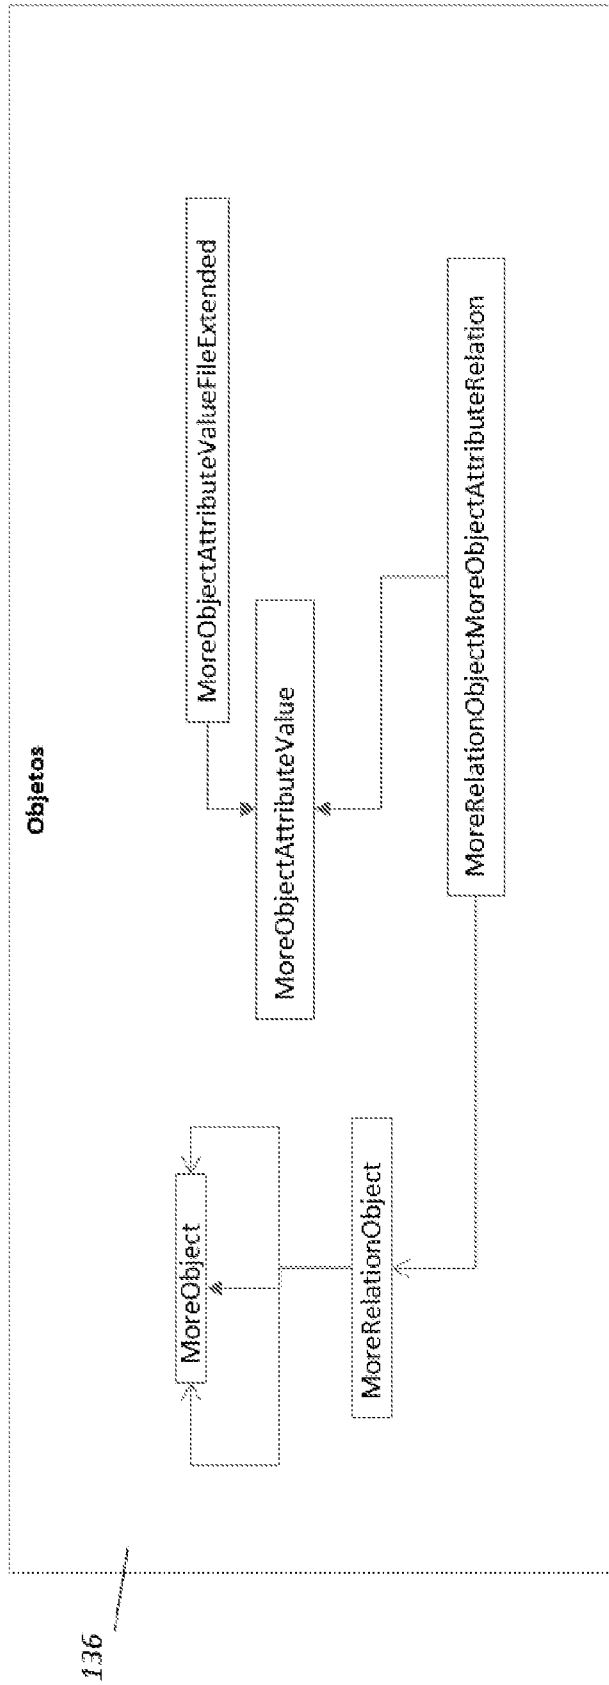 Objetos
MoreObject
MoreObjectAttributeValueFileExtended
MoreObjectAttributeValue
MoreRelationObject
MoreRelationObjectMoreObjectAttributeRelation
136